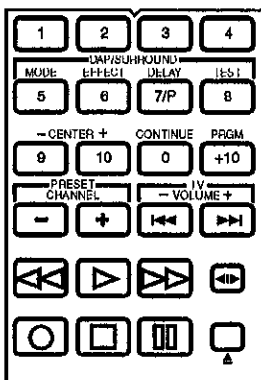 1 2 3 4
DAP/SURROUND
MODE EFFECT DELAY TEST
5 6 7/P 8
– CENTER + CONTINUE PRGM
9 10 0 +10
PRESET TV
CHANNEL – VOLUME +
– +